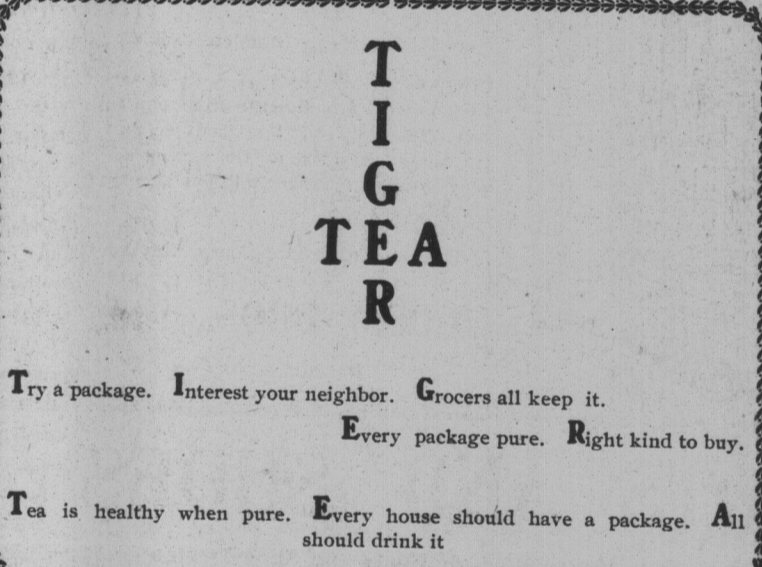 T
I
G
TEA
R
Try a package. Interest your neighbor. Grocers all keep it.
Every package pure. Right kind to buy.
Tea is healthy when pure. Every house should have a package. All
should drink it